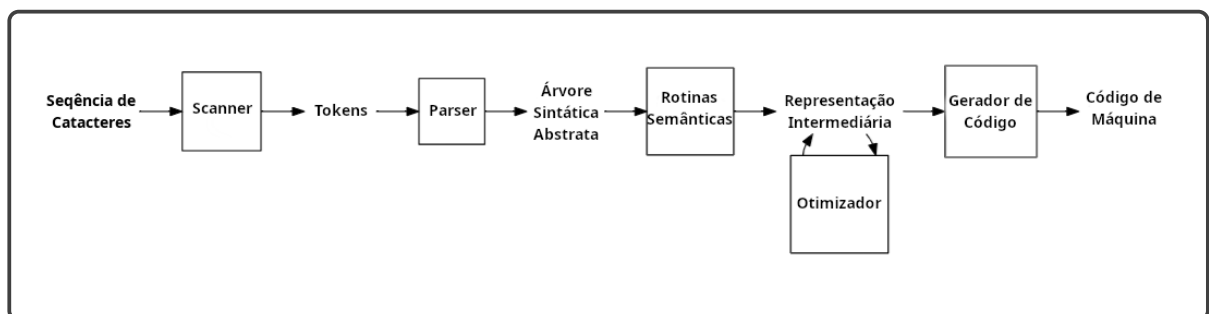 Seqência de
Catacteres
Scanner
Tokens
Parser
Árvore
Sintática
Abstrata
Rotinas
Semânticas
Representação
Intermediária
Gerador de
Código
Código de
Máquina
Otimizador